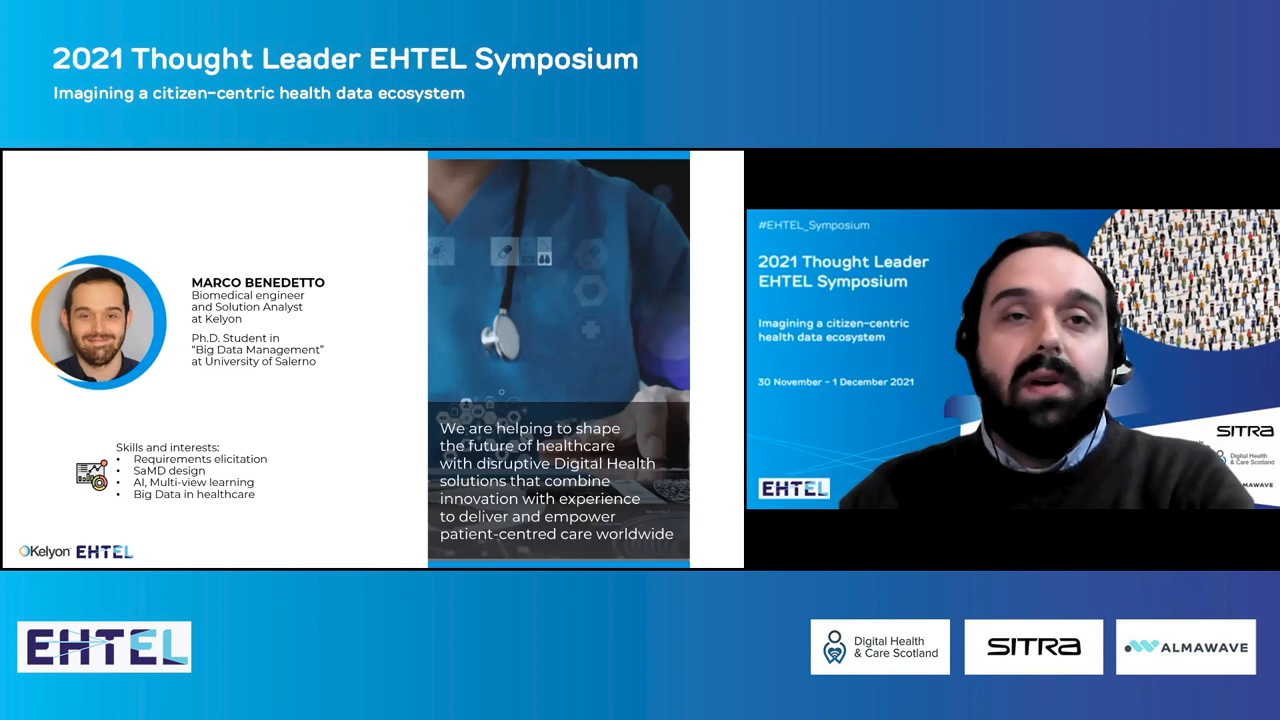 2021 Thought Leader EHTEL Symposium
Imagining a citizen-centric health data ecosystem
MARCO BENEDETTO
Biomedical engineer
and Solution Analyst
at Kelyon
Ph.D. Student in
“Big Data Management”
at University of Salerno
Skills and interests:
• Requirements elicitation
• SaMD design
• AI, Multi-view learning
• Big Data in healthcare
Kelyon EHTEL
We are helping to shape
the future of healthcare
with disruptive Digital Health
solutions that combine
innovation with experience
to deliver and empower
patient-centred care worldwide
#EHTEL_Symposium
2021 Thought Leader
EHTEL Symposium
Imagining a citizen-centric
health data ecosystem
30 November - 1 December 2021
EHTEL
SITRA
Digital Health
& Care Scotland
EHTEL
Digital Health
& Care Scotland
SITRA
ALMAWAVE